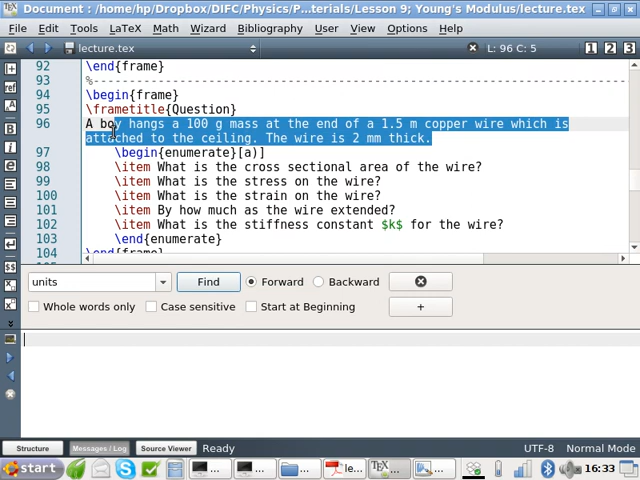 Document : /home/hp/Dropbox/DIFC/Physics/P...terials/Lesson 9; Young's Modulus/lecture.tex
File Edit Tools LaTeX Math Wizard Bibliography User View Options Help
lecture.tex L: 96 C: 5 1 2 3
92 \end{frame}
93 %--------------------------------------------------------------------------
94 \begin{frame}
95 \frametitle{Question}
96 A boy hangs a 100 g mass at the end of a 1.5 m copper wire which is
attached to the ceiling. The wire is 2 mm thick.
97 \begin{enumerate}[a)]
98 \item What is the cross sectional area of the wire?
99 \item What is the stress on the wire?
100 \item What is the strain on the wire?
101 \item By how much as the wire extended?
102 \item What is the stiffness constant $k$ for the wire?
103 \end{enumerate}
104 \end{frame}
units Find Forward Backward
Whole words only Case sensitive Start at Beginning +
Structure Messages / Log Source Viewer Ready UTF-8 Normal Mode
start ... ... ... le... ... ... 16:33